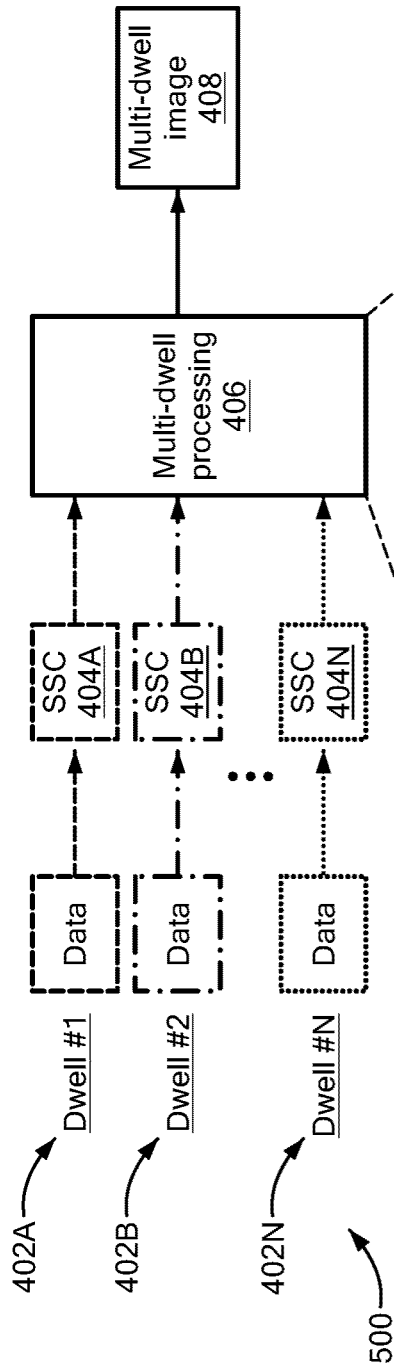 402A
Dwell #1
Data
SSC
404A
402B
Dwell #2
Data
SSC
404B
402N
Dwell #N
Data
SSC
404N
Multi-dwell
processing
406
Multi-dwell
image
408
500